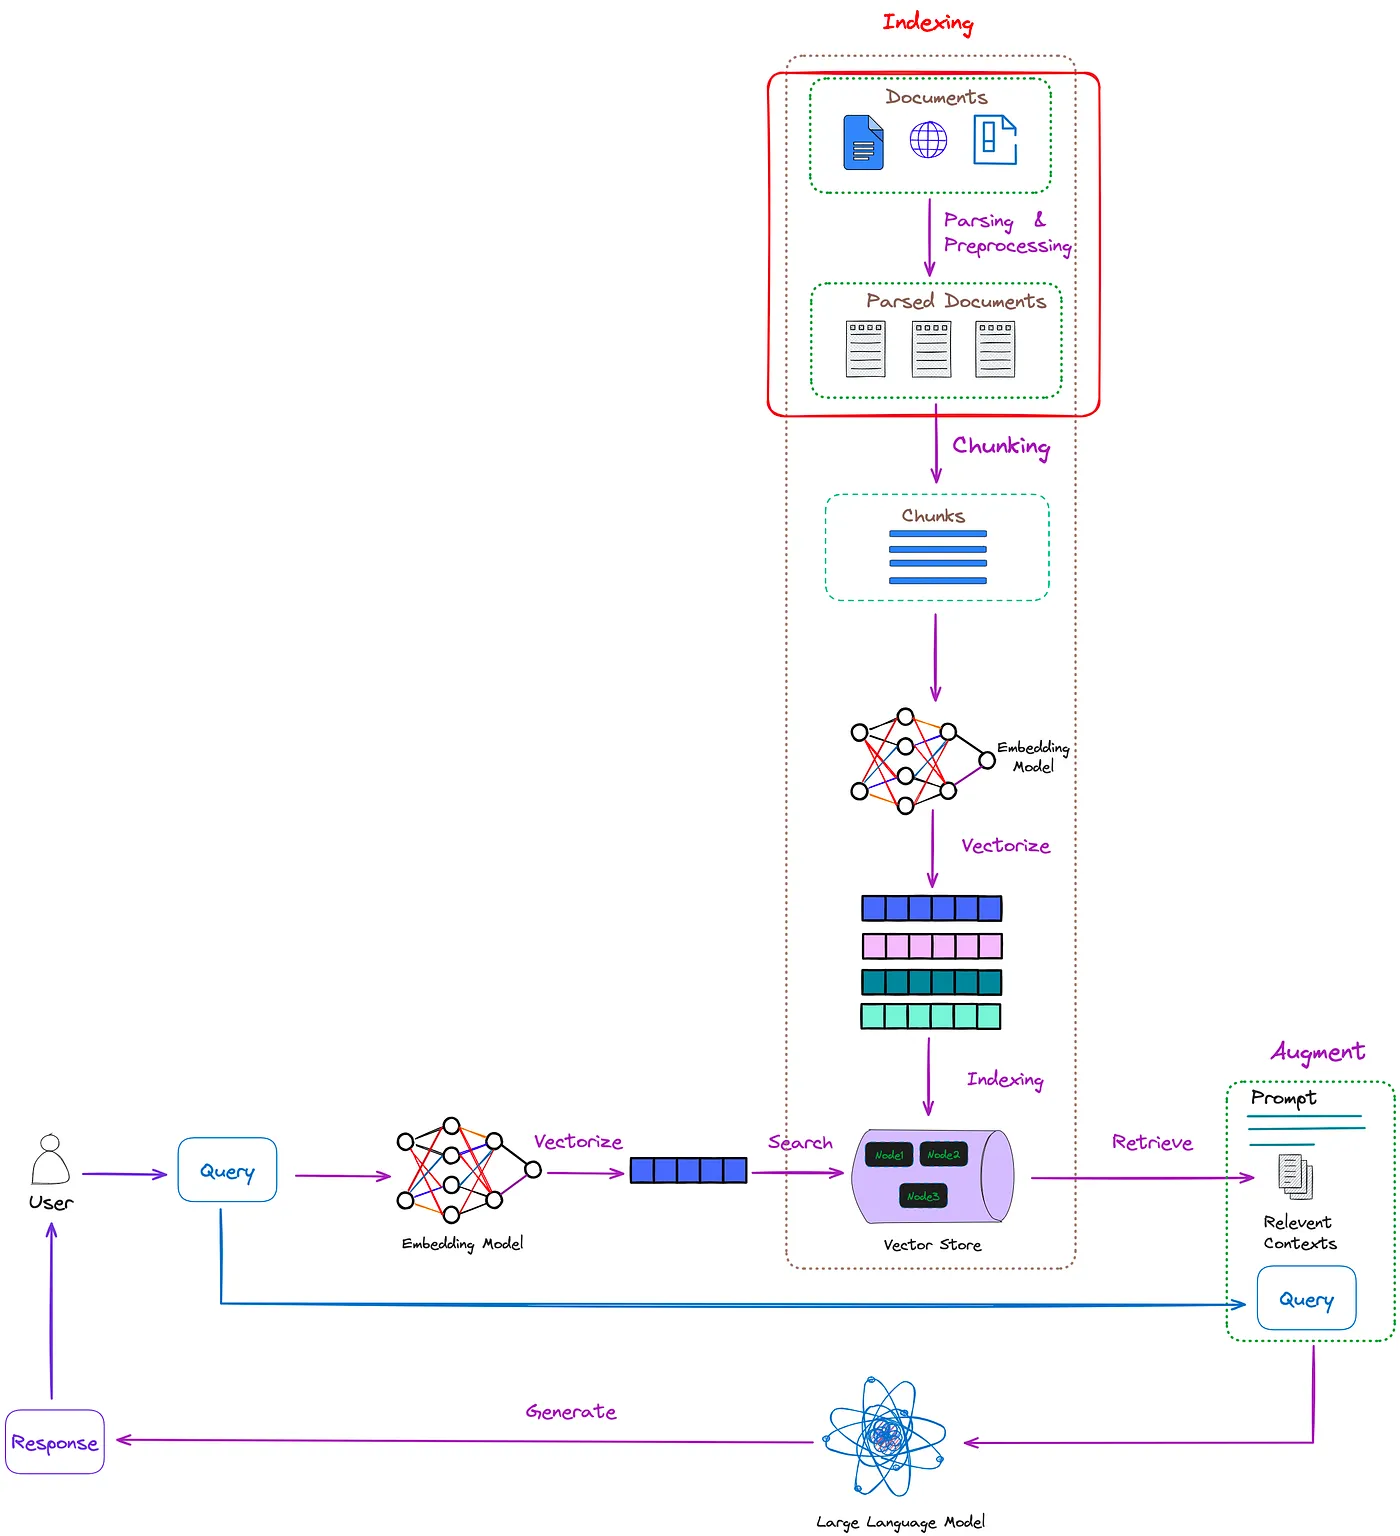 Indexing
Documents
Parsing &
Preprocessing
Parsed Documents
Chunking
Chunks
Embedding
Model
Vectorize
Indexing
Augment
Prompt
User
Query
Vectorize
Embedding Model
Search
Node1
Node2
Node3
Vector Store
Retrieve
Relevent
Contexts
Query
Generate
Response
Large Language Model